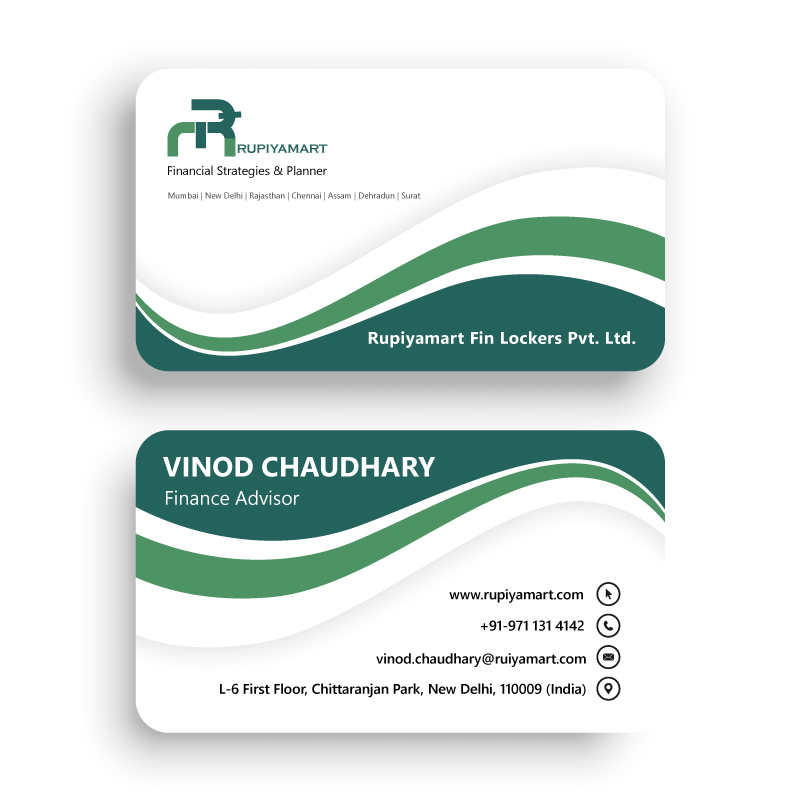 RUPIYAMART
Financial Strategies & Planner
Mumbai | New Delhi | Rajasthan | Chennai | Assam | Dehradun | Surat
Rupiyamart Fin Lockers Pvt. Ltd.
VINOD CHAUDHARY
Finance Advisor
www.rupiyamart.com
+91-971 131 4142
vinod.chaudhary@ruiyamart.com
L-6 First Floor, Chittaranjan Park, New Delhi, 110009 (India)